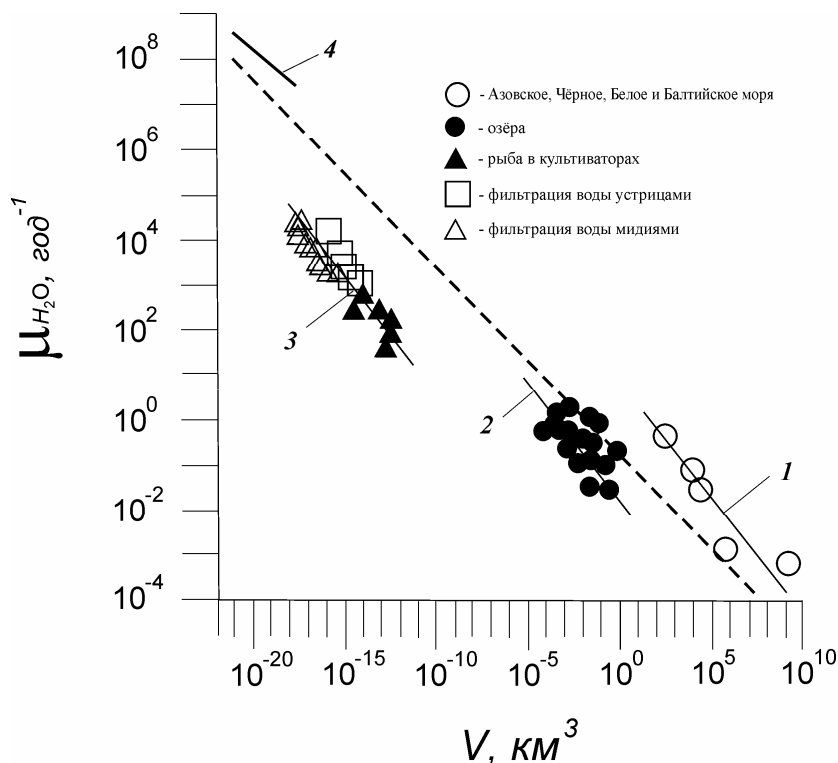 10^8
10^6
10^4
10^2
10^0
10^-2
10^-4
μH₂O, год^-1
4
3
2
1
- Азовское, Чёрное, Белое и Балтийское моря
- озёра
- рыба в культиваторах
- фильтрация воды устрицами
- фильтрация воды мидиями
10^-20 10^-15 10^-10 10^-5 10^0 10^5 10^10
V, км^3